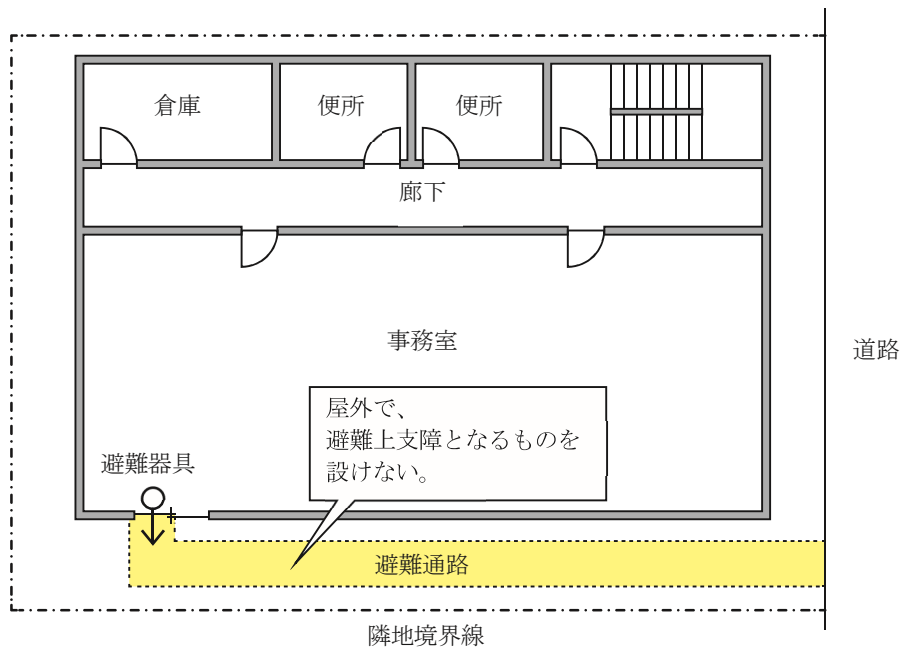 倉庫
便所
便所
廊下
事務室
道路
屋外で、
避難上支障となるものを
設けない。
避難器具
避難通路
隣地境界線